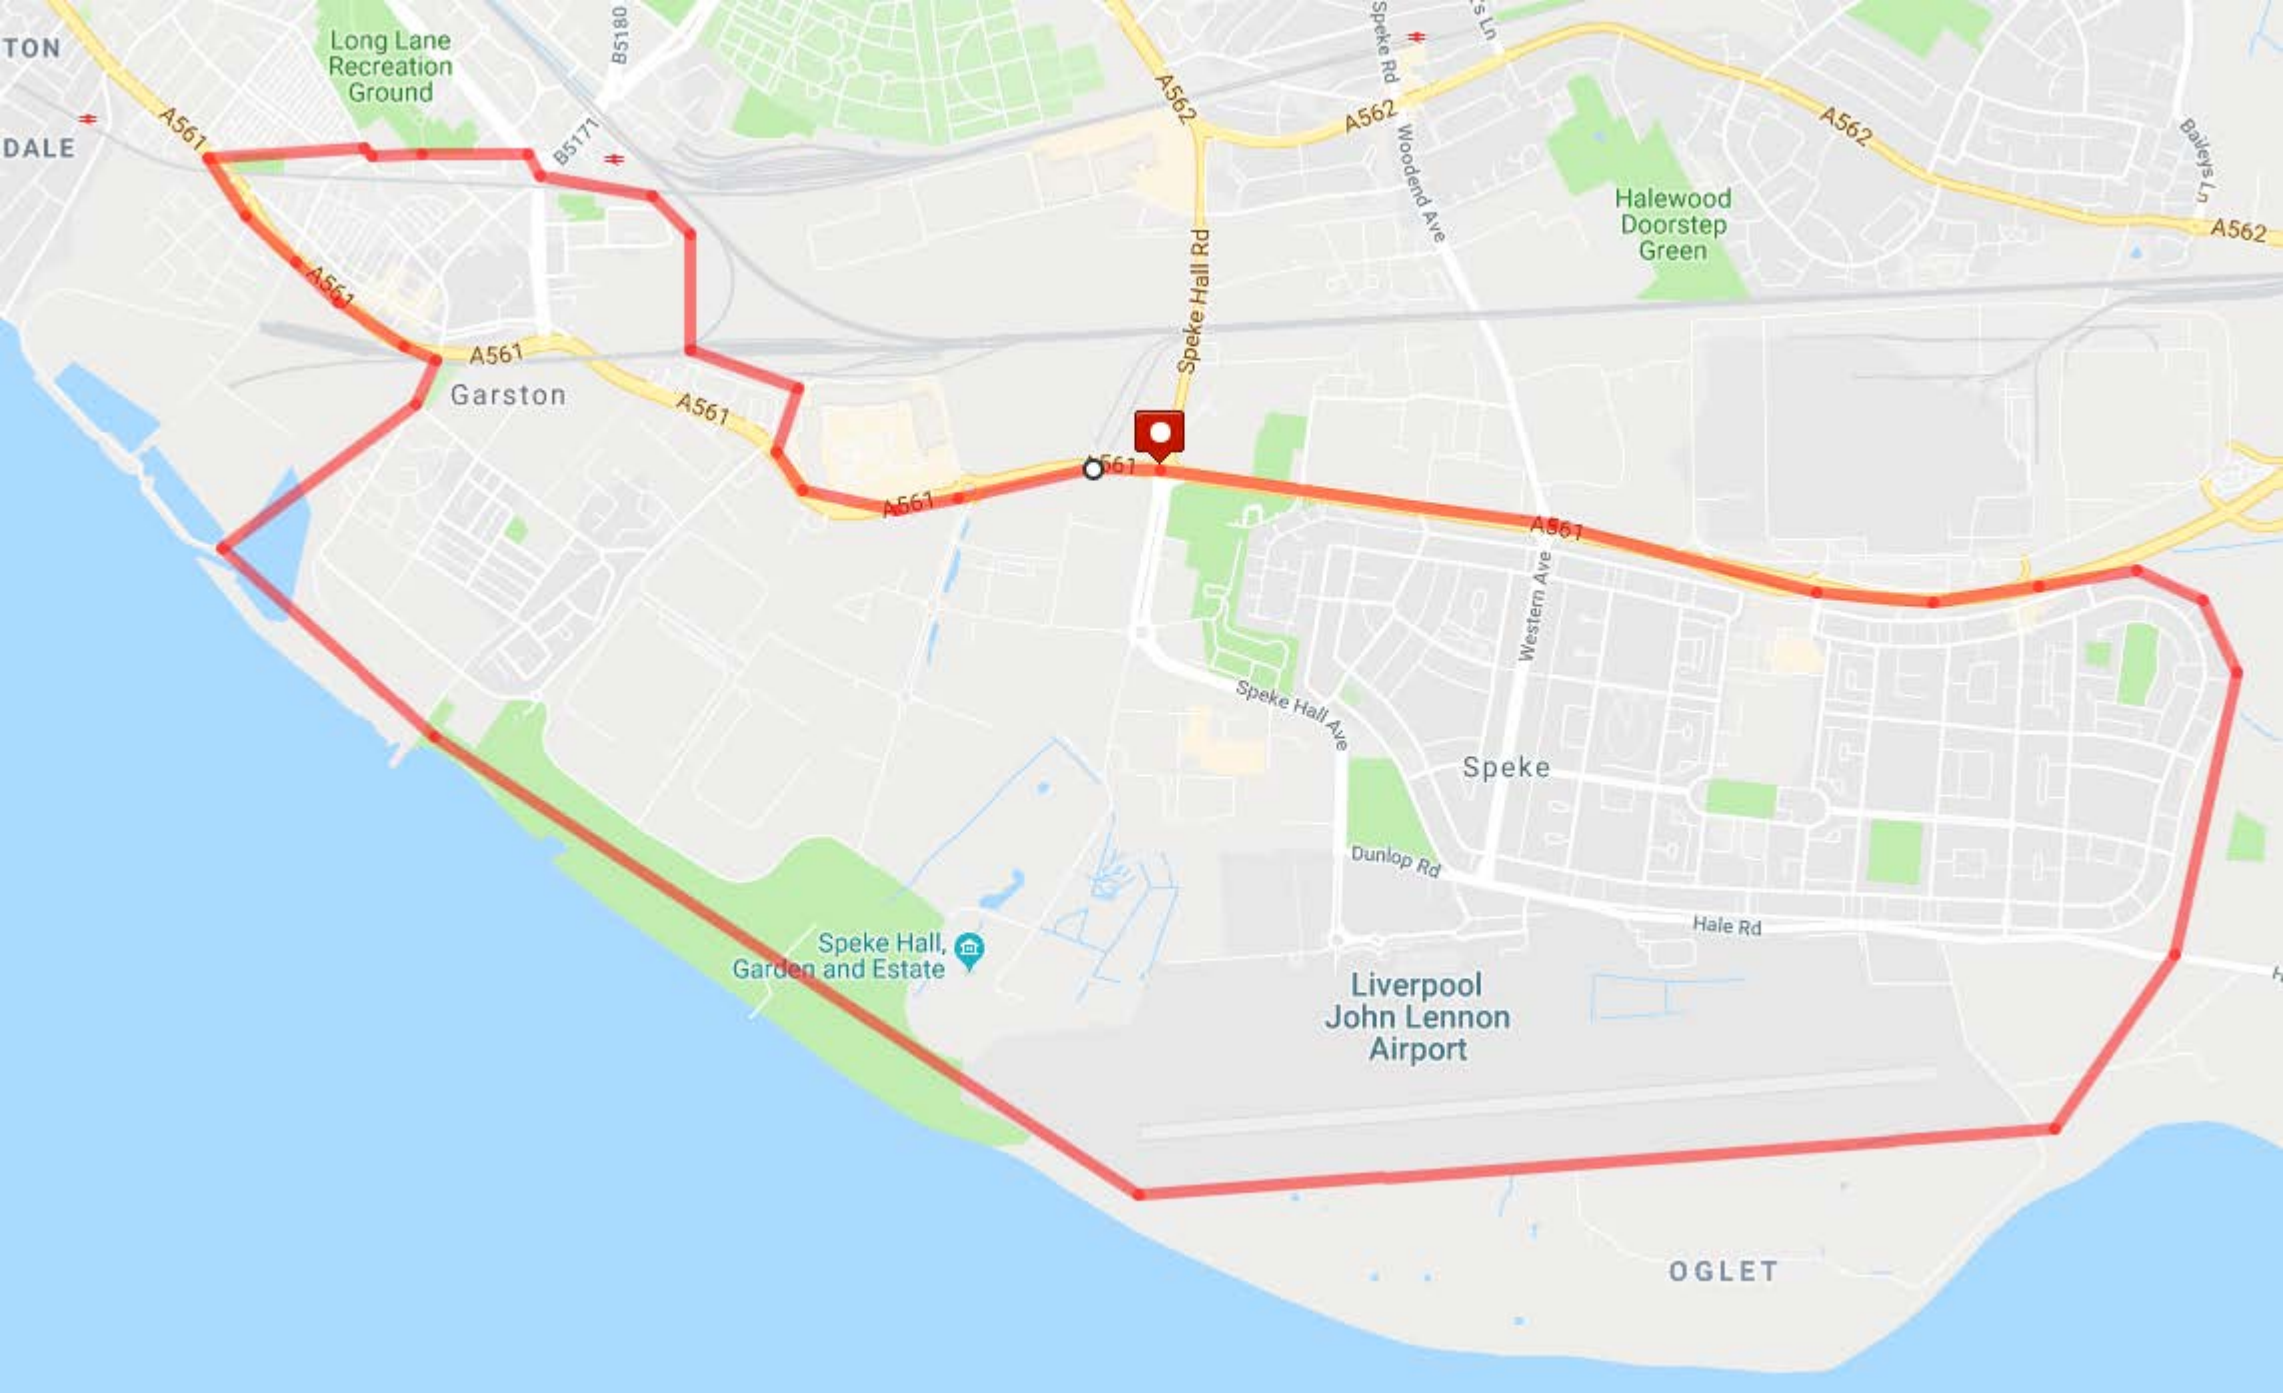 TON
Long Lane
Recreation
Ground
B5180
A562
Speke Rd
's Ln
A561
B5171
A562
Woodend Ave
A562
Baileys Ln
DALE
Halewood
Doorstep
Green
A562
A561
Speke Hall Rd
A561
Garston
A561
A561
A561
A561
Western Ave
Speke Hall Ave
Speke
Dunlop Rd
Hale Rd
Speke Hall,
Garden and Estate
Liverpool
John Lennon
Airport
H
OGLET